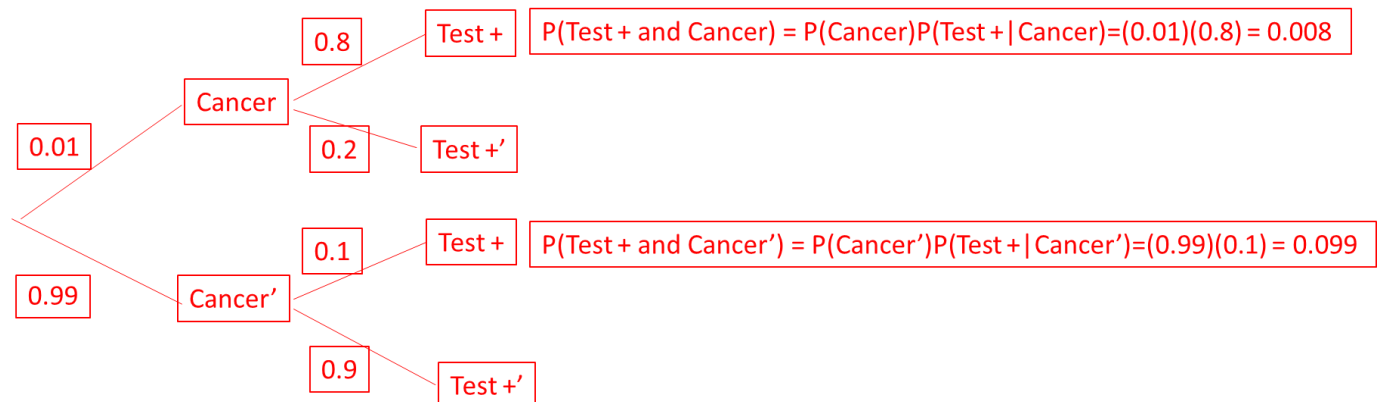 0.8
Test +
P(Test + and Cancer) = P(Cancer)P(Test+|Cancer)=(0.01)(0.8) = 0.008
Cancer
0.01
0.2
Test +’
0.1
Test +
P(Test + and Cancer’) = P(Cancer’)P(Test+|Cancer’)=(0.99)(0.1) = 0.099
0.99
Cancer’
0.9
Test +’